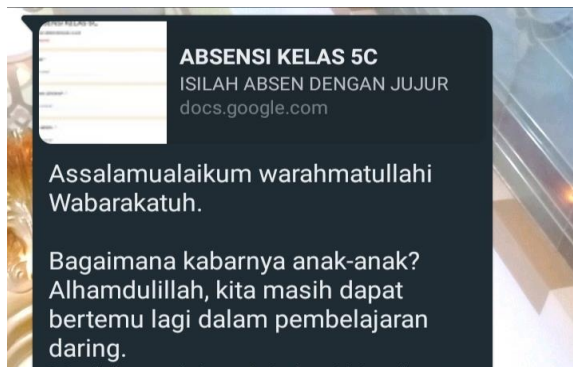 ABSENSI KELAS 5C
ISILAH ABSEN DENGAN JUJUR
docs.google.com
Assalamualaikum warahmatullahi
Wabarakatuh.
Bagaimana kabarnya anak-anak?
Alhamdulillah, kita masih dapat
bertemu lagi dalam pembelajaran
daring.